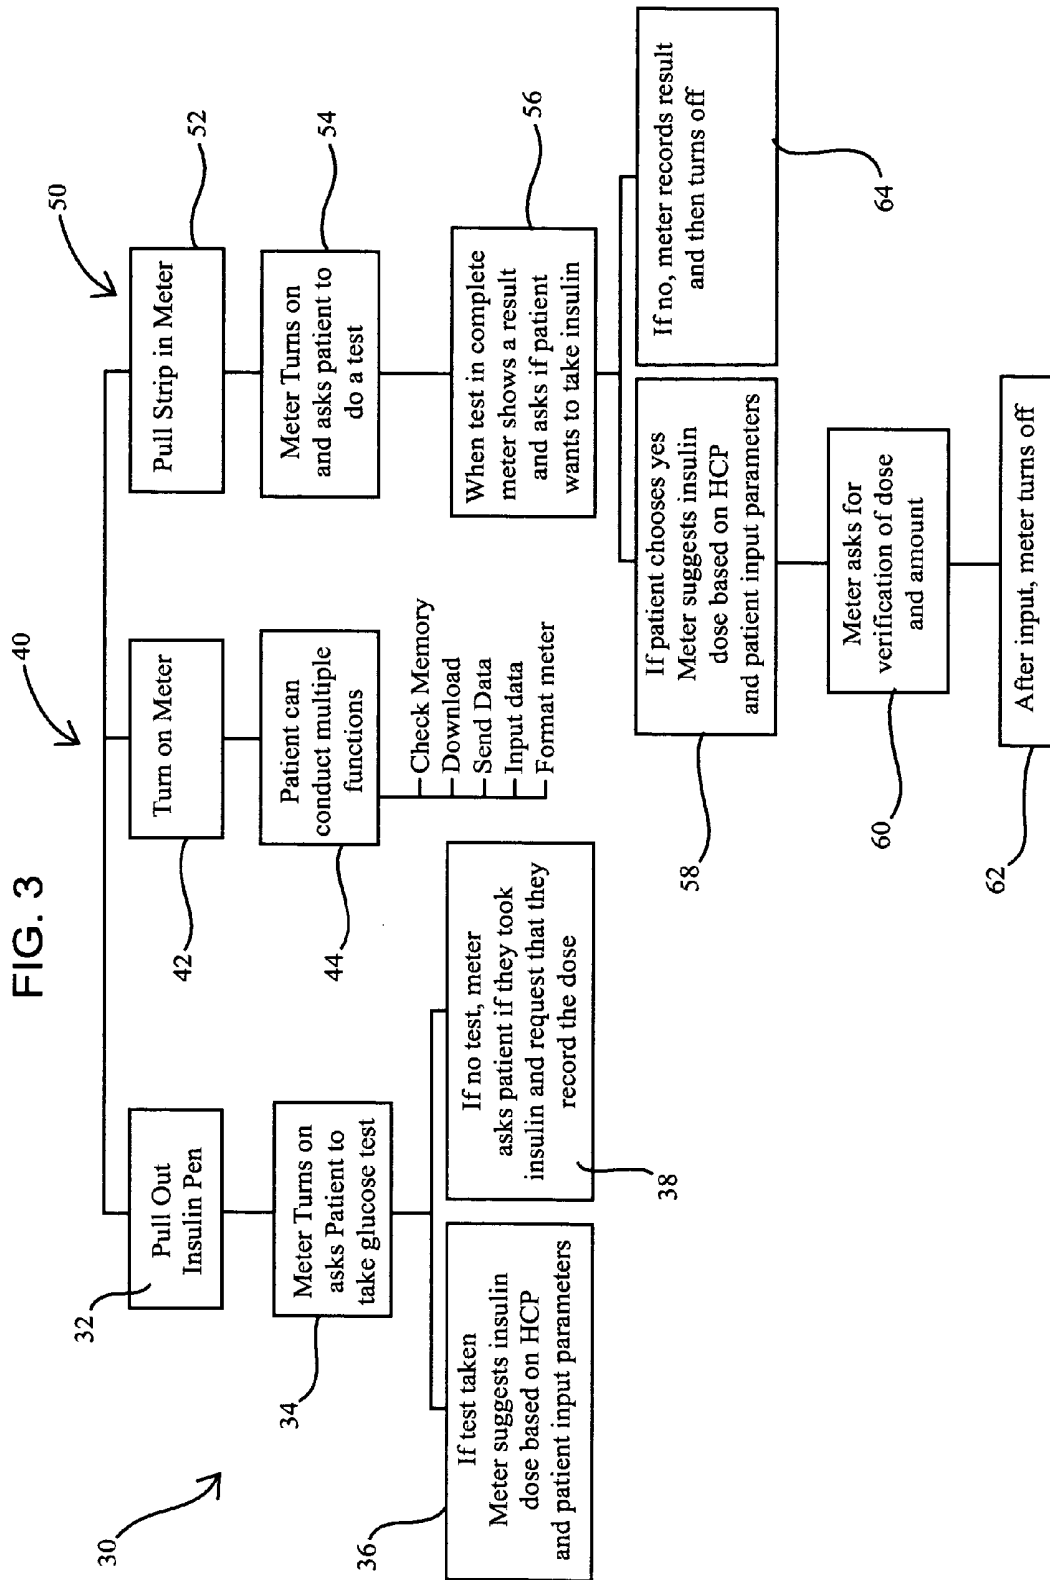 FIG. 3
30
40
50
Pull Out
Insulin Pen
32
Meter Turns on
asks Patient to
take glucose test
34
If test taken
Meter suggests insulin
dose based on HCP
and patient input parameters
36
If no test, meter
asks patient if they took
insulin and request that they
record the dose
38
Turn on Meter
42
Patient can
conduct multiple
functions
44
Check Memory
Download
Send Data
Input data
Format meter
Pull Strip in Meter
52
Meter Turns on
and asks patient to
do a test
54
When test in complete
meter shows a result
and asks if patient
wants to take insulin
56
If patient chooses yes
Meter suggests insulin
dose based on HCP
and patient input parameters
58
If no, meter records result
and then turns off
64
Meter asks for
verification of dose
and amount
60
After input, meter turns off
62